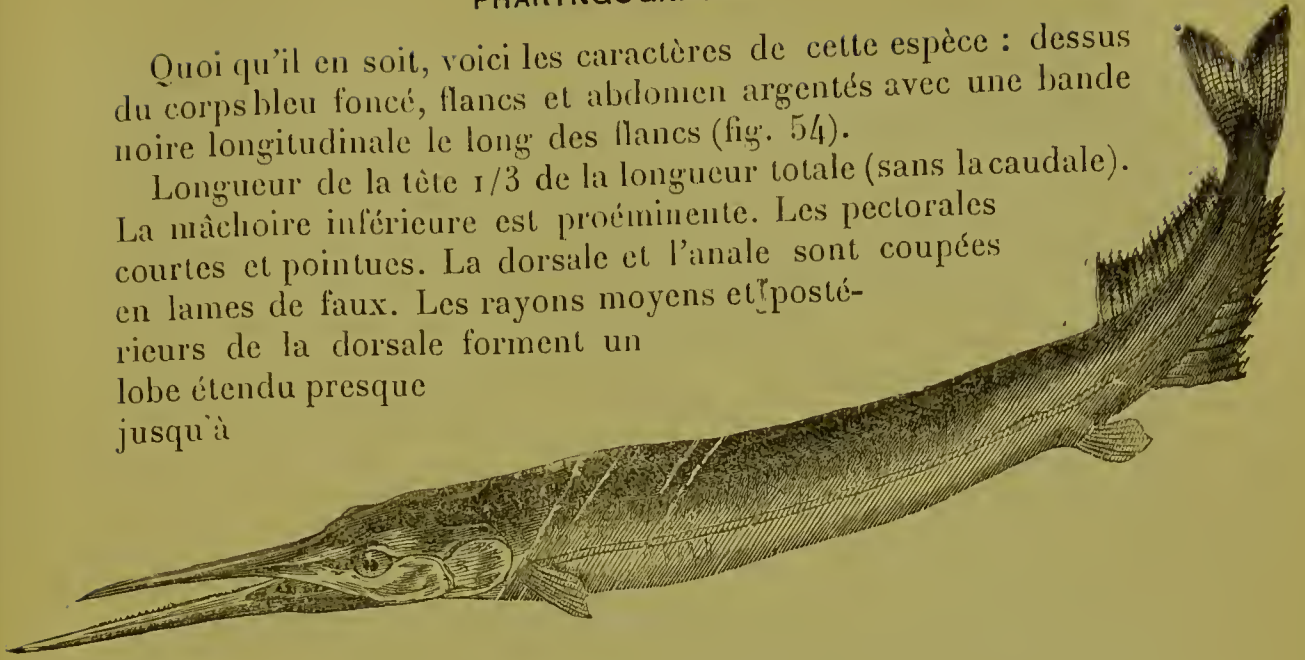 Quoi qu'il en soit, voici les caractères de cette espèce : dessus
du corps bleu foncé, flancs et abdomen argentés avec une bande
noire longitudinale le long des flancs (fig. 54).
Longueur de la tête 1/3 de la longueur totale (sans la caudale).
La mâchoire inférieure est proéminente. Les pectorales
courtes et pointues. La dorsale et l'anale sont coupées
en lames de faux. Les rayons moyens et posté-
rieurs de la dorsale forment un
lobe étendu presque
jusqu'à